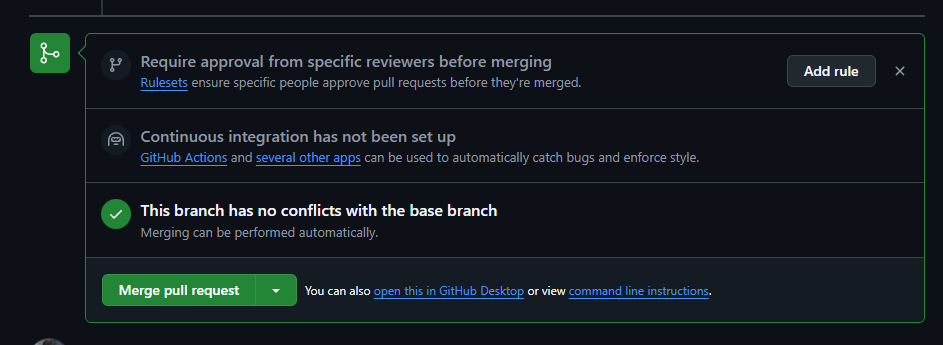 Require approval from specific reviewers before merging
Rulesets ensure specific people approve pull requests before they're merged.
Add rule
Continuous integration has not been set up
GitHub Actions and several other apps can be used to automatically catch bugs and enforce style.
This branch has no conflicts with the base branch
Merging can be performed automatically.
Merge pull request
You can also open this in GitHub Desktop or view command line instructions.